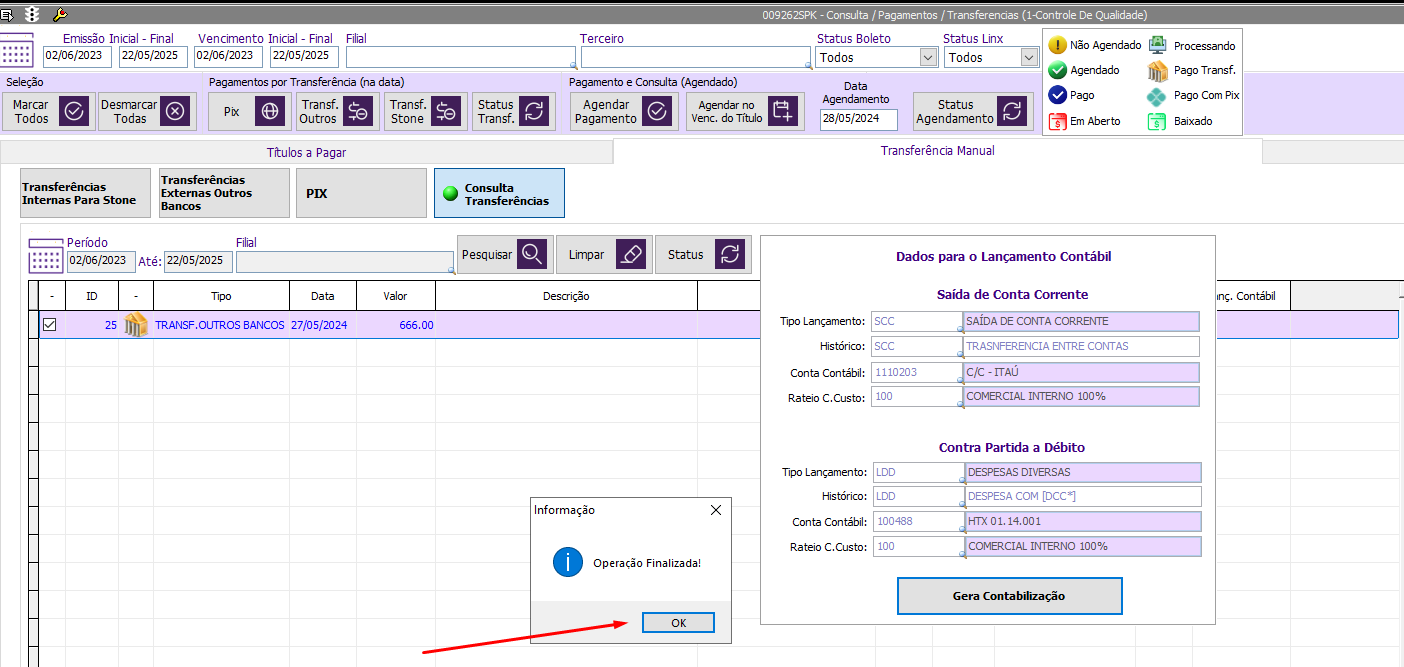 009262SPK - Consulta / Pagamentos / Transferencias (1-Controle De Qualidade)
Emissão Inicial - Final
Vencimento Inicial - Final
Filial
Terceiro
Status Boleto
Status Linx
02/06/2023
22/05/2025
02/06/2023
22/05/2025
Todos
Todos
Não Agendado
Processando
Agendado
Pago Transf.
Pago
Pago Com Pix
Em Aberto
Baixado
Seleção
Pagamentos por Transferência (na data)
Pagamento e Consulta (Agendado)
Marcar
Todos
Desmarcar
Todas
Pix
Transf.
Outros
Transf.
Stone
Status
Transf.
Agendar
Pagamento
Agendar no
Venc. do Título
Data
Agendamento
28/05/2024
Status
Agendamento
Títulos a Pagar
Transferência Manual
Transferências
Internas Para Stone
Transferências
Externas Outros
Bancos
PIX
Consulta
Transferências
Período
Filial
02/06/2023
Até:
22/05/2025
Pesquisar
Limpar
Status
-
ID
-
Tipo
Data
Valor
Descrição
nç. Contábil
25
TRANSF.OUTROS BANCOS
27/05/2024
666.00
Dados para o Lançamento Contábil
Saída de Conta Corrente
Tipo Lançamento:
SCC
SAÍDA DE CONTA CORRENTE
Histórico:
SCC
TRASNFERENCIA ENTRE CONTAS
Conta Contábil:
1110203
C/C - ITAÚ
Rateio C.Custo:
100
COMERCIAL INTERNO 100%
Contra Partida a Débito
Tipo Lançamento:
LDD
DESPESAS DIVERSAS
Histórico:
LDD
DESPESA COM [DCC*]
Conta Contábil:
100488
HTX 01.14.001
Rateio C.Custo:
100
COMERCIAL INTERNO 100%
Gera Contabilização
Informação
Operação Finalizada!
OK